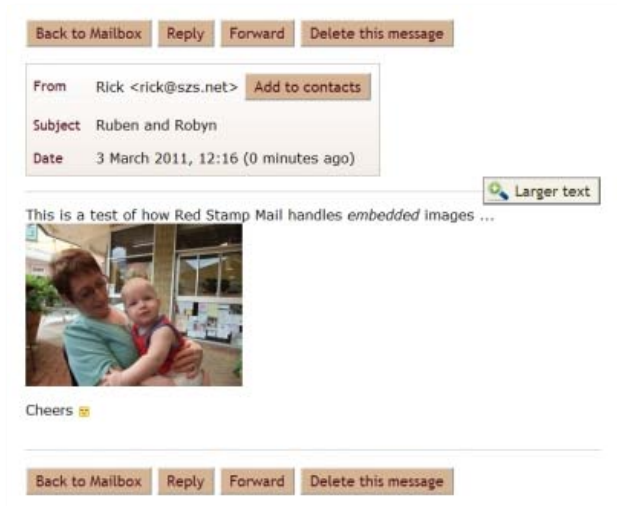 Back to Mailbox Reply Forward Delete this message
From Rick <rick@szs.net> Add to contacts
Subject Ruben and Robyn
Date 3 March 2011, 12:16 (0 minutes ago)
Larger text
This is a test of how Red Stamp Mail handles embedded images ...
Cheers
Back to Mailbox Reply Forward Delete this message